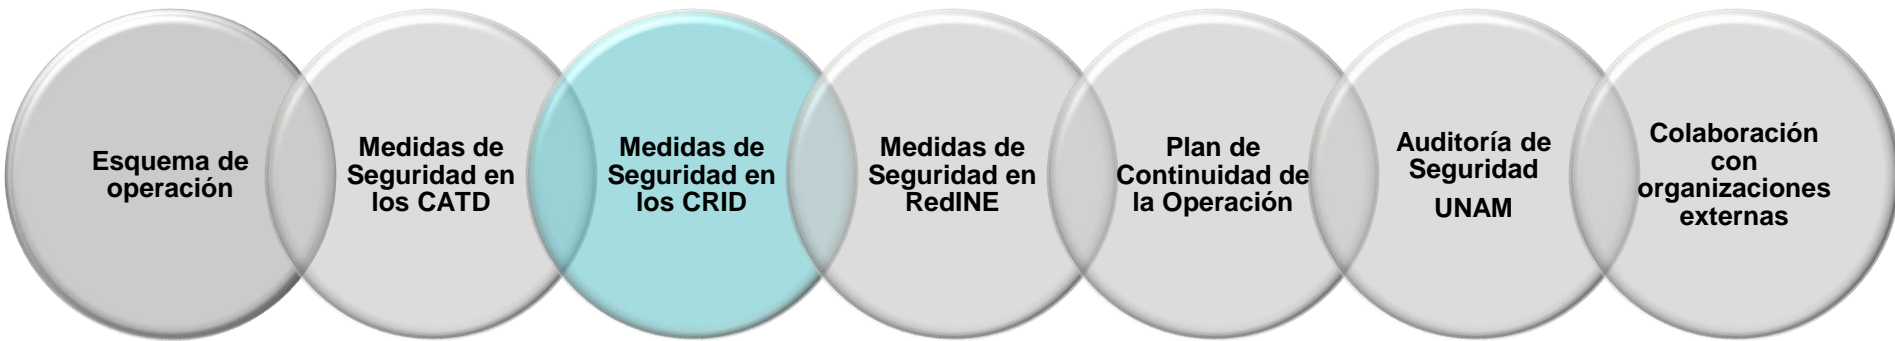 Esquema de
operación
Medidas de
Seguridad en
los CATD
Medidas de
Seguridad en
los CRID
Medidas de
Seguridad en
RedINE
Plan de
Continuidad de
la Operación
Auditoría de
Seguridad
UNAM
Colaboración
con
organizaciones
externas